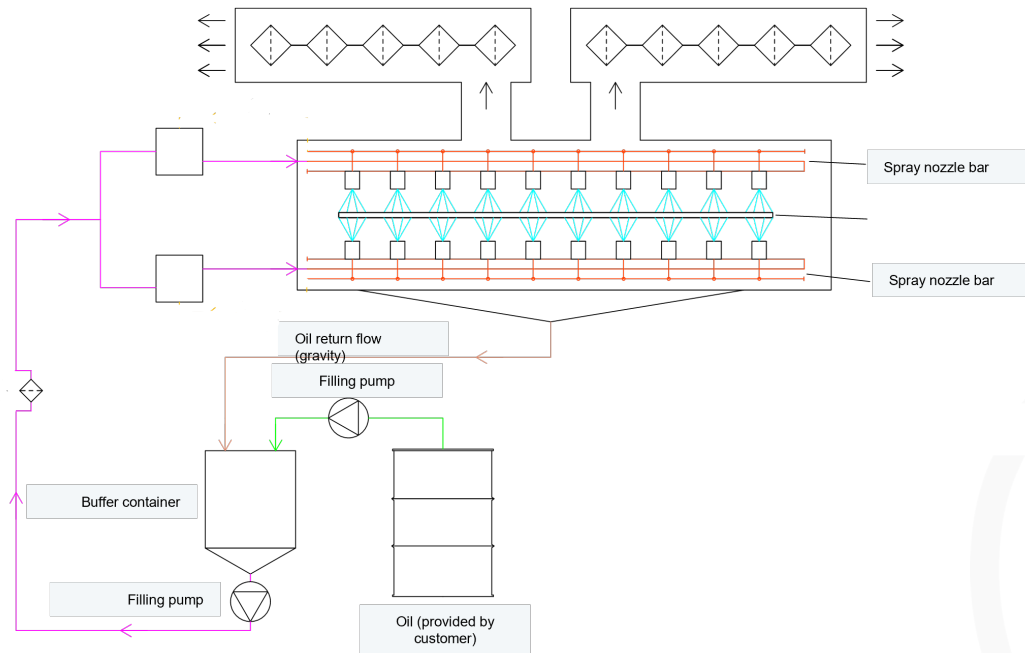 Spray nozzle bar
Spray nozzle bar
Oil return flow
(gravity)
Filling pump
Buffer container
Filling pump
Oil (provided by
customer)